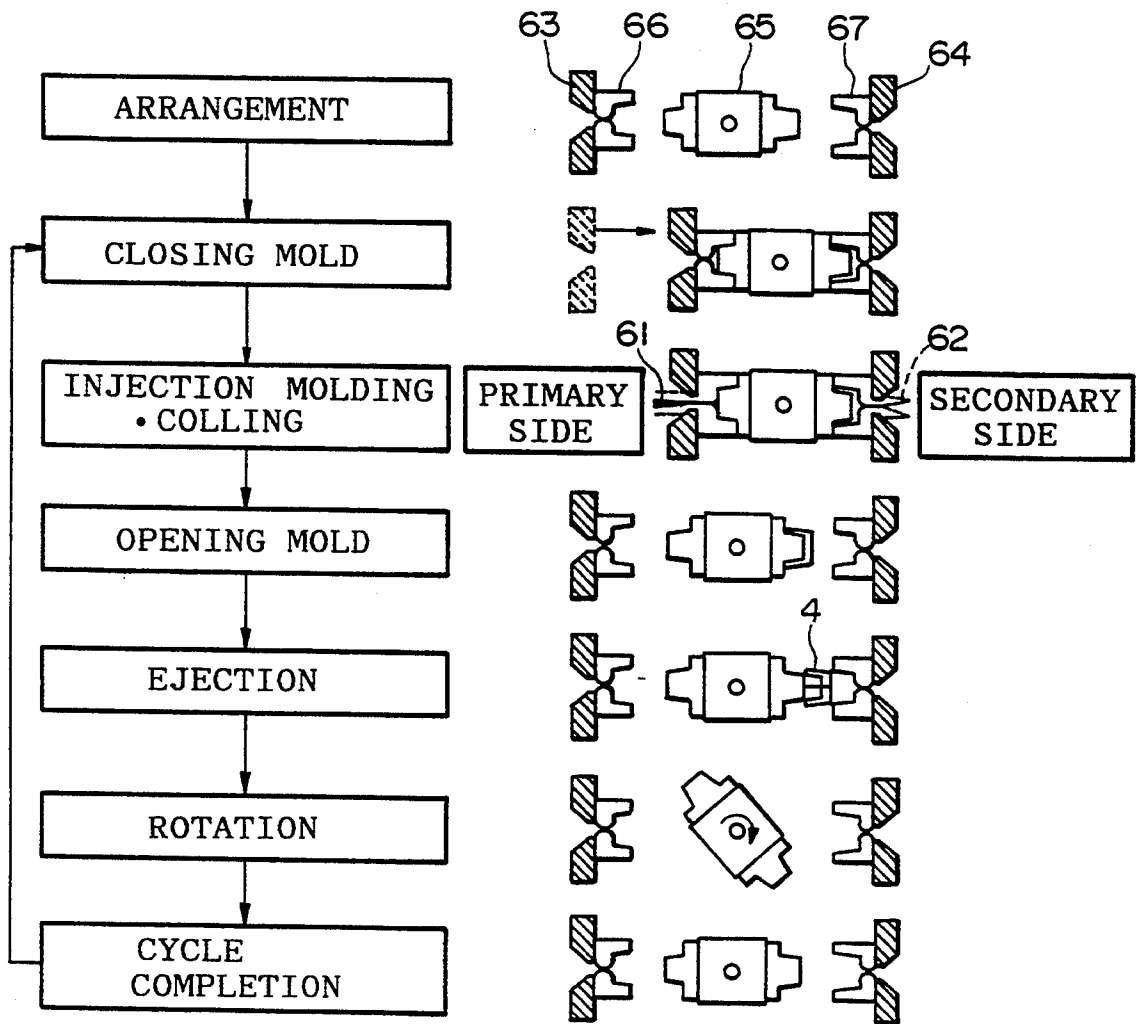 63 66 65 67 64
ARRANGEMENT
CLOSING MOLD
61 62
INJECTION MOLDING
• COLLING
PRIMARY
SIDE
SECONDARY
SIDE
OPENING MOLD
4
EJECTION
ROTATION
CYCLE
COMPLETION